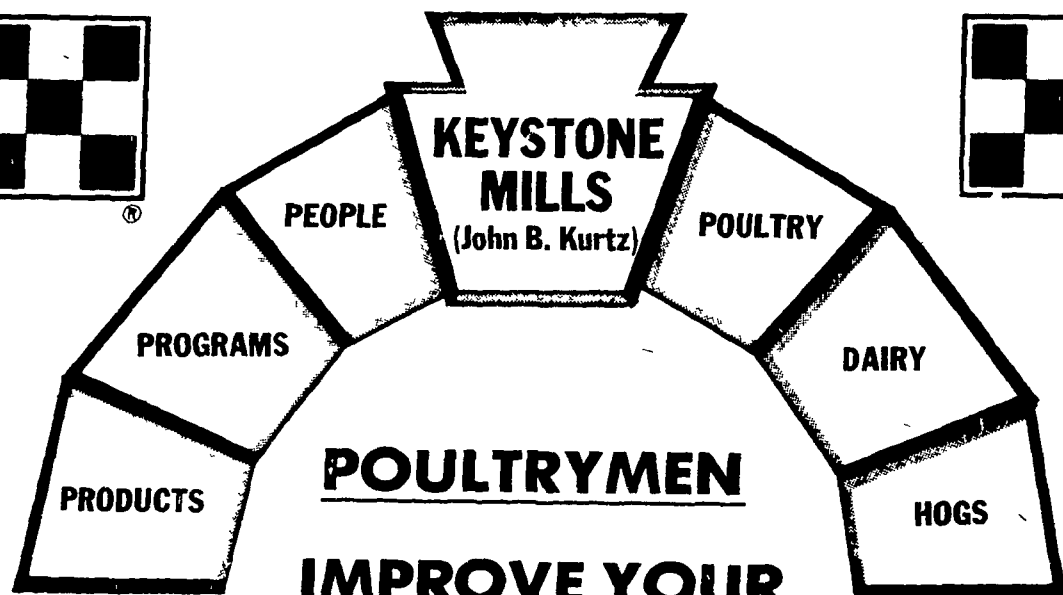 KEYSTONE
MILLS
(John B. Kurtz)
PEOPLE
POULTRY
PROGRAMS
DAIRY
PRODUCTS
HOGS
®
POULTRYMEN
IMPROVE YOUR